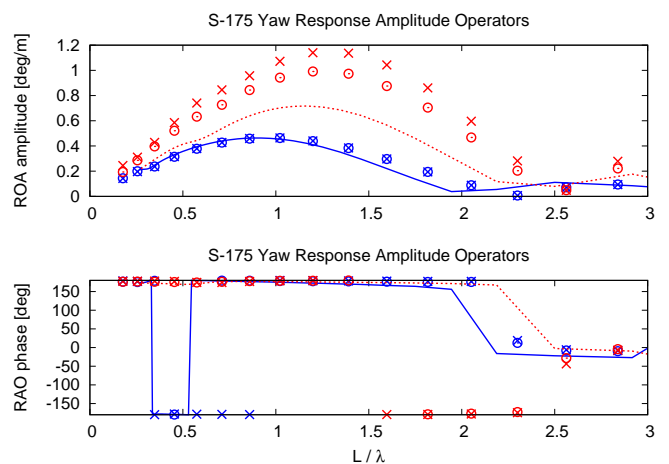 S-175 Yaw Response Amplitude Operators
ROA amplitude [deg/m]
1.2
1
0.8
0.6
0.4
0.2
0
0 0.5 1 1.5 2 2.5 3
S-175 Yaw Response Amplitude Operators
RAO phase [deg]
150
100
50
0
-50
-100
-150
0 0.5 1 1.5 2 2.5 3
L / λ